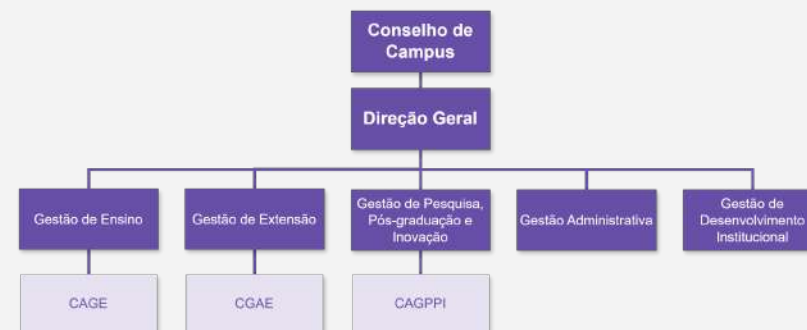 Conselho de
Campus
Direção Geral
Gestão de Ensino
Gestão de Extensão
Gestão de Pesquisa,
Pós-graduação e
Inovação
Gestão Administrativa
Gestão de
Desenvolvimento
Institucional
CAGE
CGAE
CAGPPI